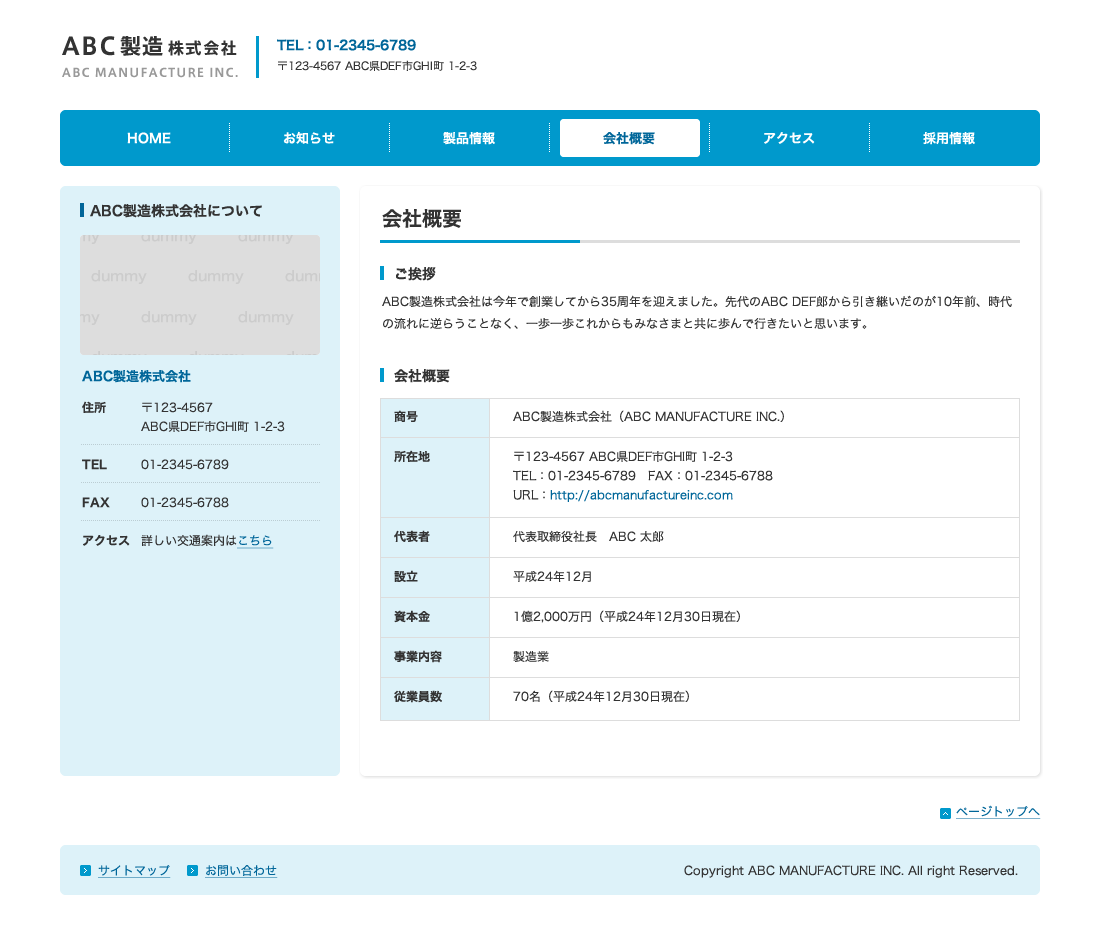 ABC製造 株式会社
ABC MANUFACTURE INC.
TEL：01-2345-6789
〒123-4567 ABC県DEF市GHI町 1-2-3
HOME
お知らせ
製品情報
会社概要
アクセス
採用情報
ABC製造株式会社について
my dummy dummy
dummy dummy dum
my dummy dummy
ABC製造株式会社
住所 〒123-4567
ABC県DEF市GHI町 1-2-3
TEL 01-2345-6789
FAX 01-2345-6788
アクセス 詳しい交通案内はこちら
会社概要
ご挨拶
ABC製造株式会社は今年で創業してから35周年を迎えました。先代のABC DEF郎から引き継いだのが10年前、時代
の流れに逆らうことなく、一歩一歩これからもみなさまと共に歩んで行きたいと思います。
会社概要
商号 ABC製造株式会社（ABC MANUFACTURE INC.）
所在地 〒123-4567 ABC県DEF市GHI町 1-2-3
TEL：01-2345-6789　FAX：01-2345-6788
URL：http://abcmanufactureinc.com
代表者 代表取締役社長　ABC 太郎
設立 平成24年12月
資本金 1億2,000万円（平成24年12月30日現在）
事業内容 製造業
従業員数 70名（平成24年12月30日現在）
ページトップへ
サイトマップ
お問い合わせ
Copyright ABC MANUFACTURE INC. All right Reserved.